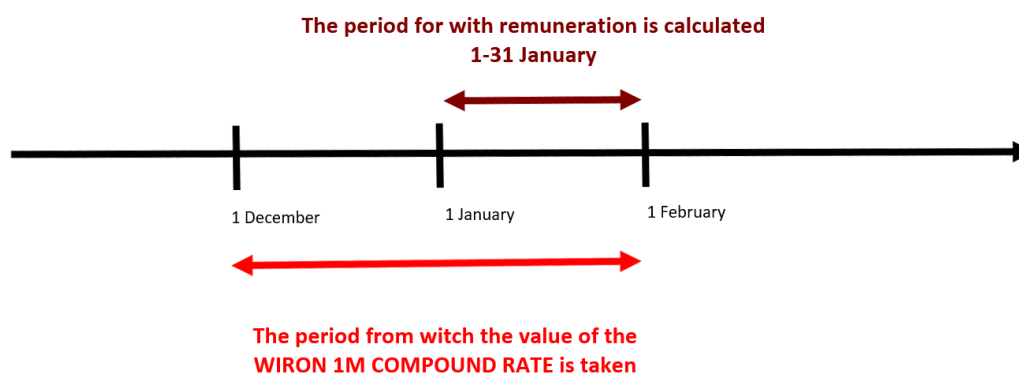 The period for with remuneration is calculated
1-31 January
1 December
1 January
1 February
The period from witch the value of the
WIRON 1M COMPOUND RATE is taken